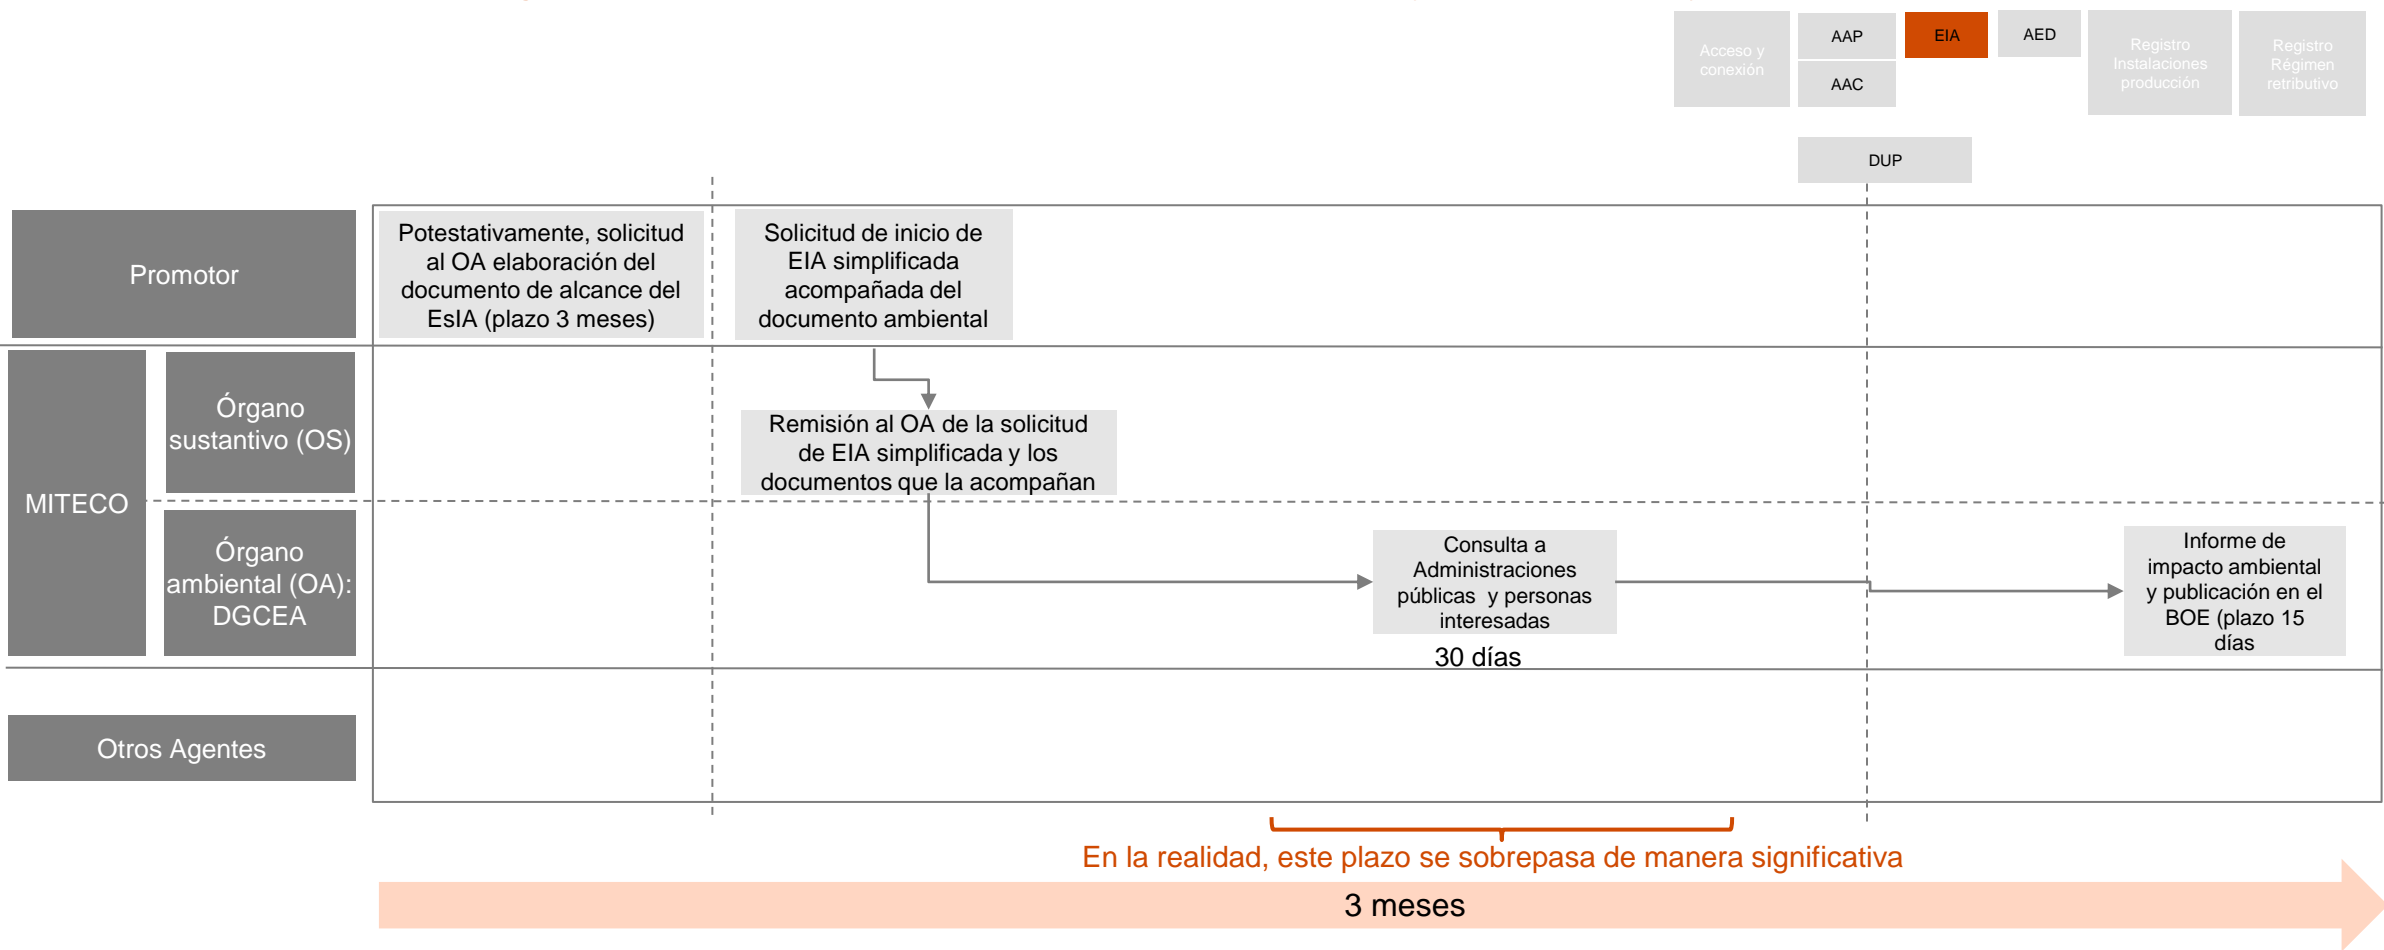 Acceso y
conexión
AAP
AAC
EIA
AED
Registro
Instalaciones
producción
Registro
Régimen
retributivo
DUP
Promotor
Potestativamente, solicitud
al OA elaboración del
documento de alcance del
EsIA (plazo 3 meses)
Solicitud de inicio de
EIA simplificada
acompañada del
documento ambiental
MITECO
Órgano
sustantivo (OS)
Remisión al OA de la solicitud
de EIA simplificada y los
documentos que la acompañan
Órgano
ambiental (OA):
DGCEA
Consulta a
Administraciones
públicas y personas
interesadas
30 días
Informe de
impacto ambiental
y publicación en el
BOE (plazo 15
días
Otros Agentes
En la realidad, este plazo se sobrepasa de manera significativa
3 meses